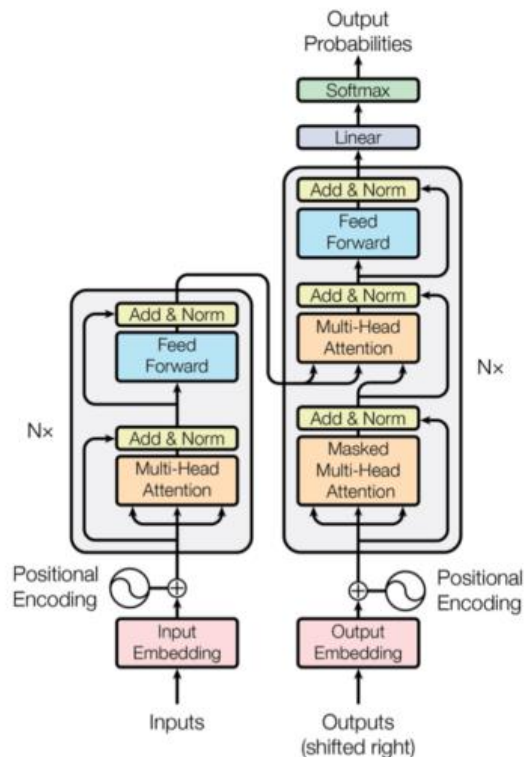 Output
Probabilities
Softmax
Linear
Add & Norm
Feed
Forward
Add & Norm
Multi-Head
Attention
Add & Norm
Masked
Multi-Head
Attention
Nx
Add & Norm
Feed
Forward
Add & Norm
Multi-Head
Attention
Nx
Positional
Encoding
Positional
Encoding
Input
Embedding
Output
Embedding
Inputs
Outputs
(shifted right)